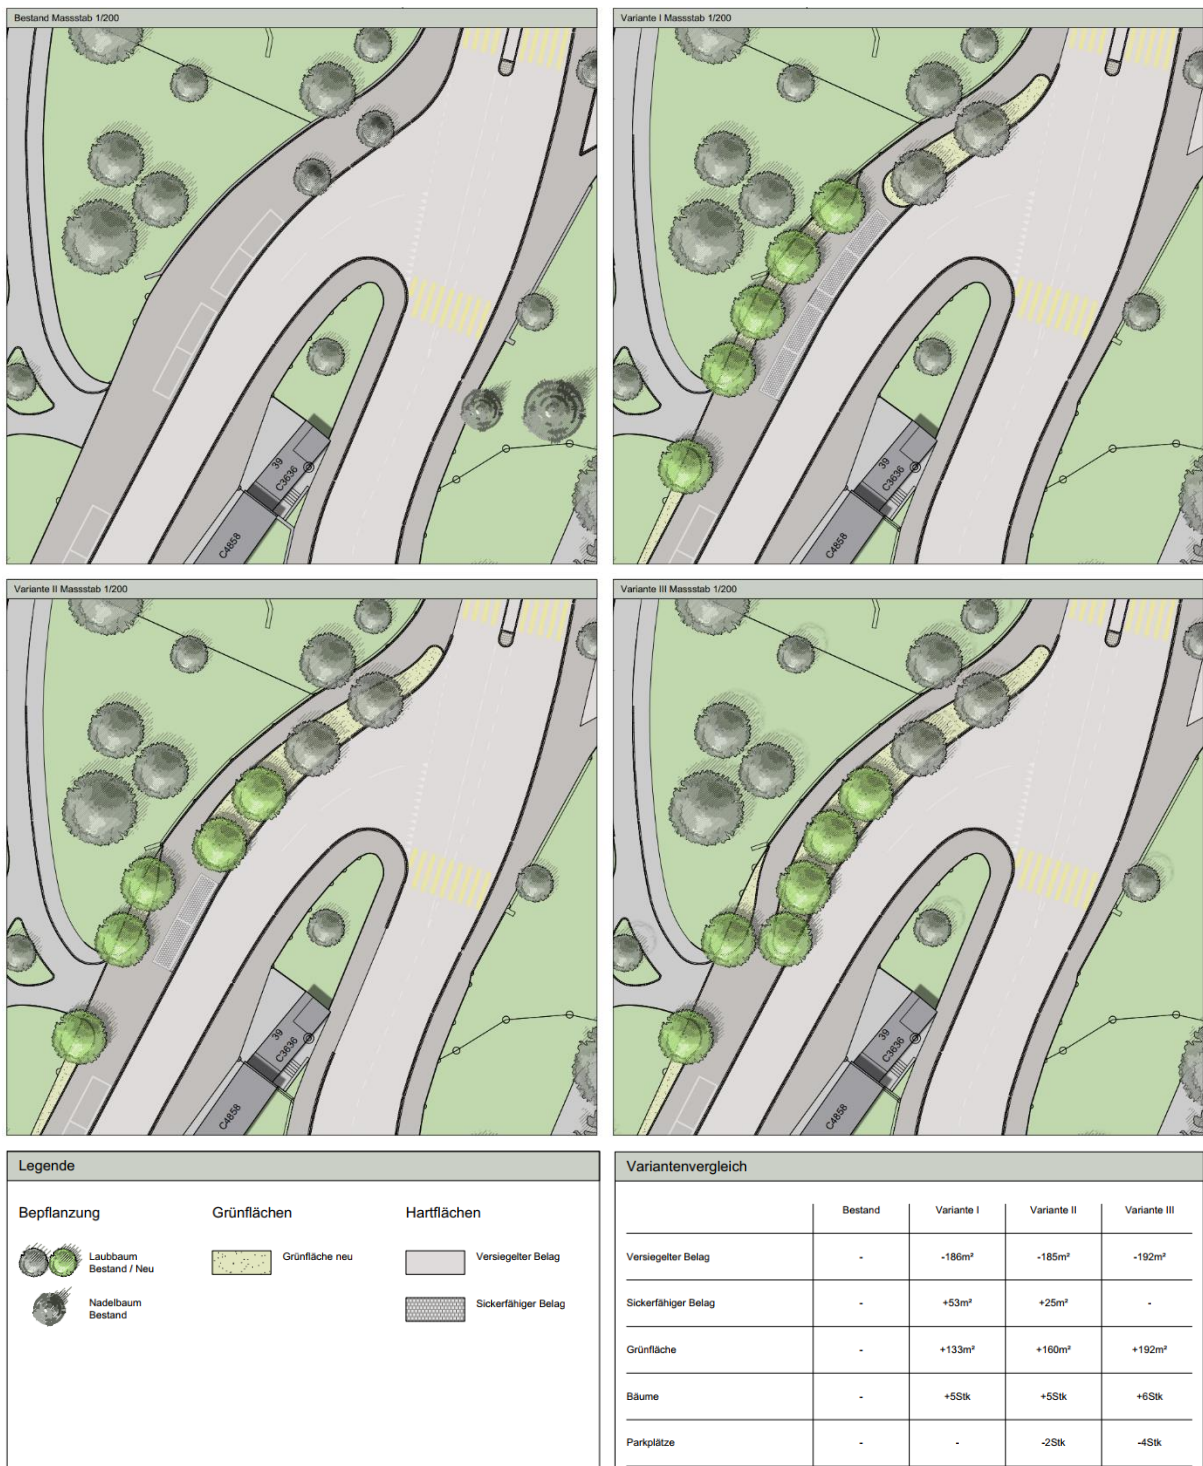 Bestand Massstab 1/200
39
C3636
C4858
Variante I Massstab 1/200
39
C3636
C4858
Variante II Massstab 1/200
39
C3636
C4858
Variante III Massstab 1/200
39
C3636
C4858
Legende
Bepflanzung
Laubbaum
Bestand / Neu
Nadelbaum
Bestand
Grünflächen
Grünfläche neu
Hartflächen
Versiegelter Belag
Sickerfähiger Belag
Variantenvergleich
Bestand Variante I Variante II Variante III
Versiegelter Belag - -186m² -185m² -192m²
Sickerfähiger Belag - +53m² +25m² -
Grünfläche - +133m² +160m² +192m²
Bäume - +5Stk +5Stk +6Stk
Parkplätze - - -2Stk -4Stk